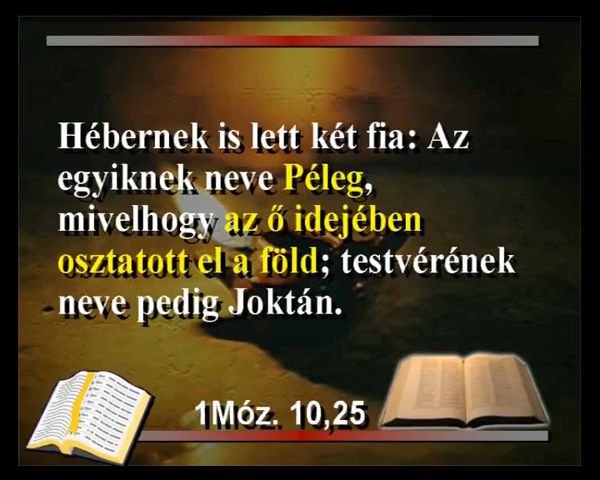 Hébernek is lett két fia: Az
egyiknek neve Péleg,
mivelhogy az ő idejében
osztatott el a föld; testvérének
neve pedig Joktán.
1Móz. 10,25